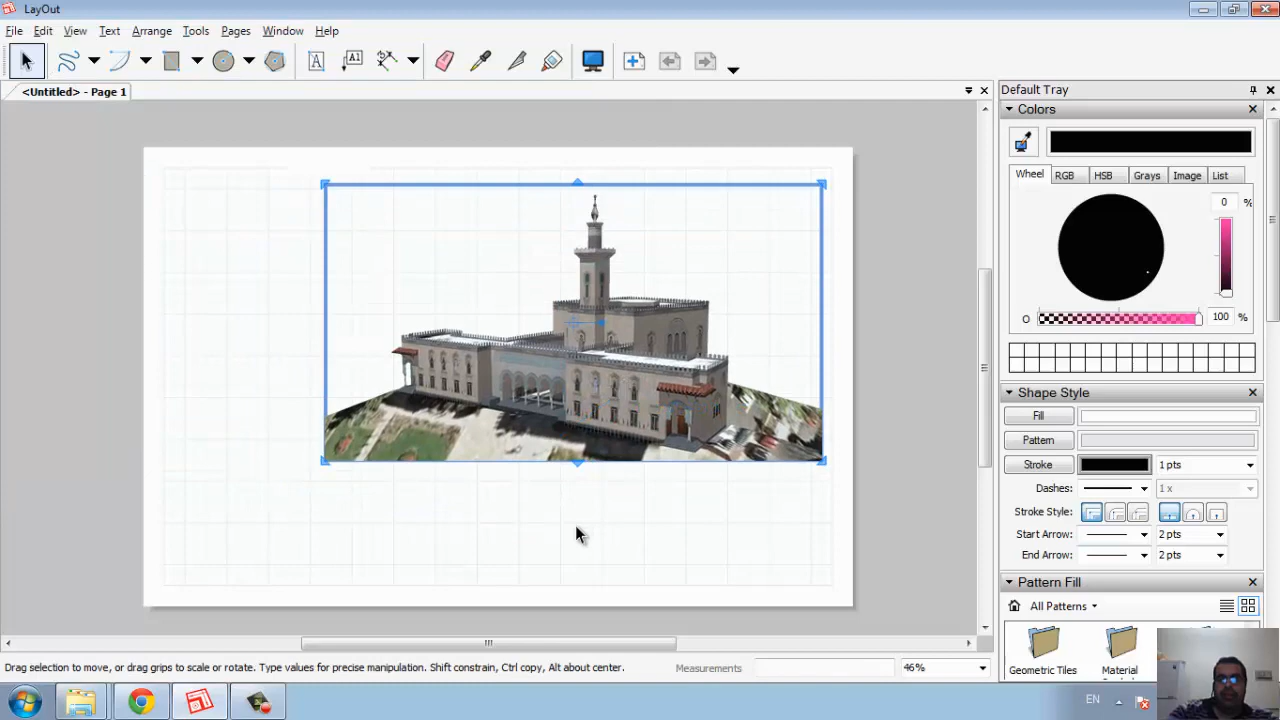 LayOut
File Edit View Text Arrange Tools Pages Window Help
A A1
<Untitled> - Page 1
Default Tray
Colors
Wheel RGB HSB Grays Image List
0 %
O 100 %
Shape Style
Fill
Pattern
Stroke 1 pts
Dashes: 1 x
Stroke Style:
Start Arrow: 2 pts
End Arrow: 2 pts
Pattern Fill
All Patterns
Geometric Tiles Material
Drag selection to move, or drag grips to scale or rotate. Type values for precise manipulation. Shift constrain, Ctrl copy, Alt about center. Measurements 46%
EN